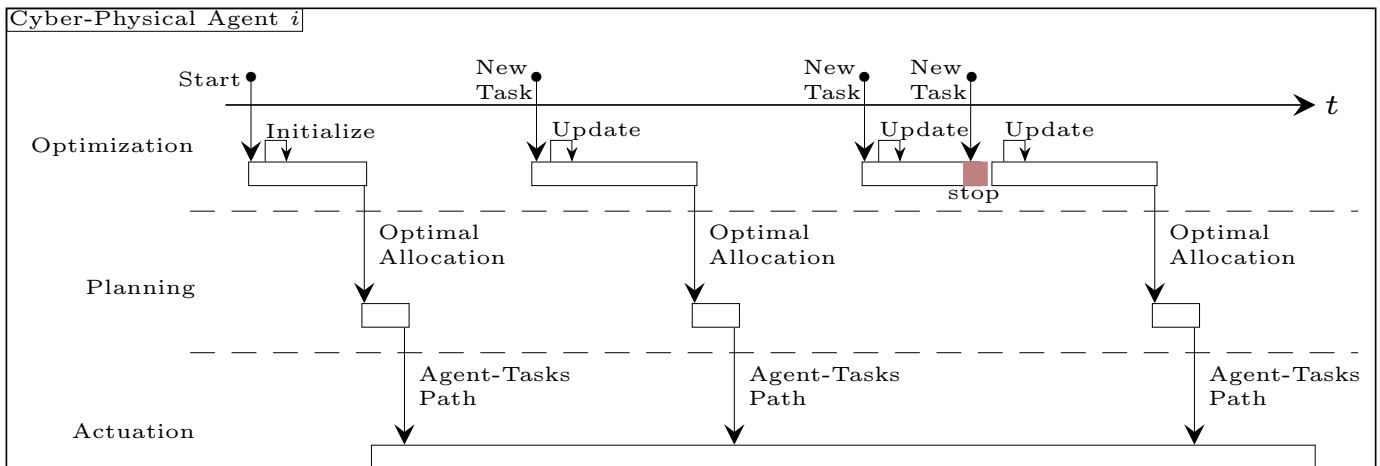 Cyber-Physical Agent i
Start
New
Task
New
Task
New
Task
t
Optimization
Initialize
Update
Update
Update
stop
Optimal
Allocation
Optimal
Allocation
Optimal
Allocation
Planning
Agent-Tasks
Path
Agent-Tasks
Path
Agent-Tasks
Path
Actuation